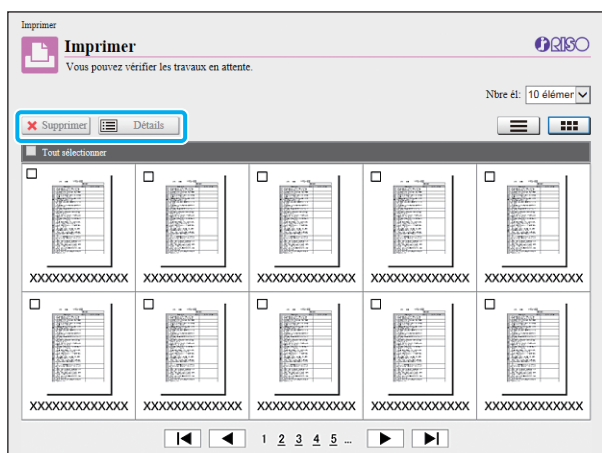 Imprimer
Imprimer
RISO
Vous pouvez vérifier les travaux en attente.
Nbre él: 10 élémer
Supprimer Détails
Tout sélectionner
XXXXXXXXXXXXX XXXXXXXXXXXXX XXXXXXXXXXXXX XXXXXXXXXXXXX XXXXXXXXXXXXX
XXXXXXXXXXXXX XXXXXXXXXXXXX XXXXXXXXXXXXX XXXXXXXXXXXXX XXXXXXXXXXXXX
1 2 3 4 5 ...